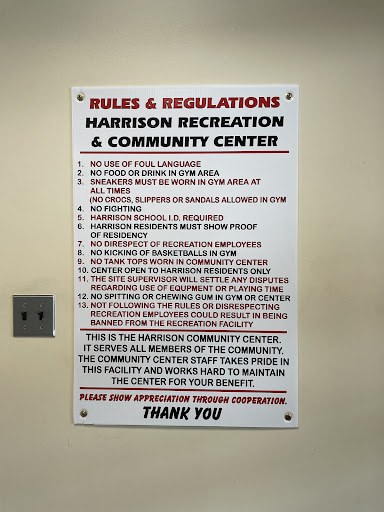 RULES & REGULATIONS
HARRISON RECREATION
& COMMUNITY CENTER
1. NO USE OF FOUL LANGUAGE
2. NO FOOD OR DRINK IN GYM AREA
3. SNEAKERS MUST BE WORN IN GYM AREA AT
ALL TIMES
(NO CROCS, SLIPPERS OR SANDALS ALLOWED IN GYM
4. NO FIGHTING
5. HARRISON SCHOOL I.D. REQUIRED
6. HARRISON RESIDENTS MUST SHOW PROOF
OF RESIDENCY
7. NO DIRESPECT OF RECREATION EMPLOYEES
8. NO KICKING OF BASKETBALLS IN GYM
9. NO TANK TOPS WORN IN COMMUNITY CENTER
10. CENTER OPEN TO HARRISON RESIDENTS ONLY
11. THE SITE SUPERVISOR WILL SETTLE ANY DISPUTES
REGARDING USE OF EQUPMENT OR PLAYING TIME
12. NO SPITTING OR CHEWING GUM IN GYM OR CENTER
13. NOT FOLLOWING THE RULES OR DISRESPECTING
RECREATION EMPLOYEES COULD RESULT IN BEING
BANNED FROM THE RECREATION FACILITY
THIS IS THE HARRISON COMMUNITY CENTER.
IT SERVES ALL MEMBERS OF THE COMMUNITY.
THE COMMUNITY CENTER STAFF TAKES PRIDE IN
THIS FACILITY AND WORKS HARD TO MAINTAIN
THE CENTER FOR YOUR BENEFIT.
PLEASE SHOW APPRECIATION THROUGH COOPERATION.
THANK YOU